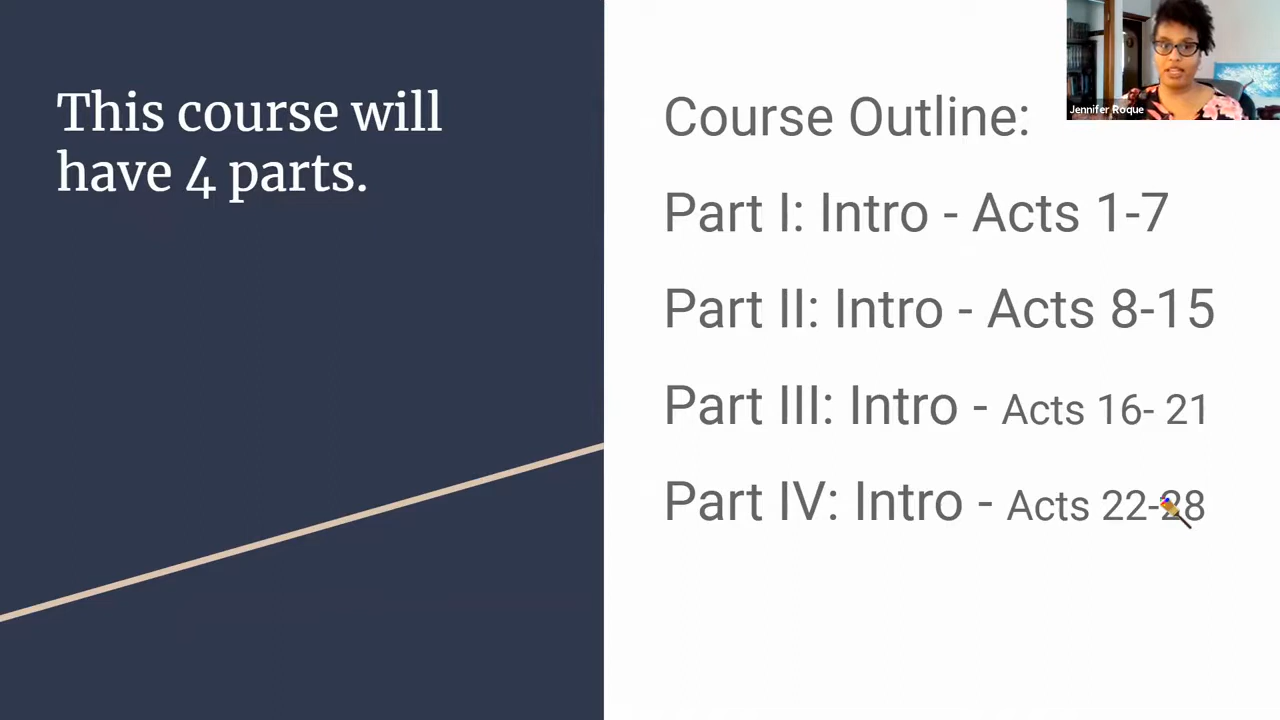 This course will
have 4 parts.
Course Outline:
Part I: Intro - Acts 1-7
Part II: Intro - Acts 8-15
Part III: Intro - Acts 16- 21
Part IV: Intro - Acts 22-28
Jennifer Roque